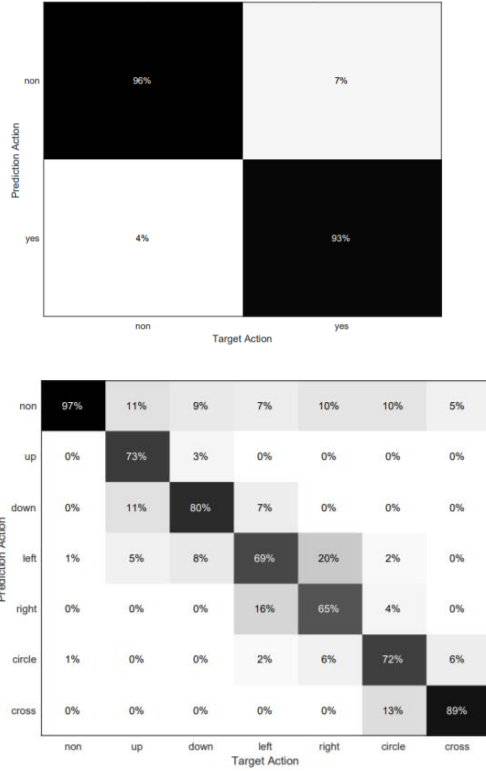 non 96% 7%
Prediction Action
yes 4% 93%
non yes
Target Action
non 97% 11% 9% 7% 10% 10% 5%
up 0% 73% 3% 0% 0% 0% 0%
down 0% 11% 80% 7% 0% 0% 0%
Prediction Action
left 1% 5% 8% 69% 20% 2% 0%
right 0% 0% 0% 16% 65% 4% 0%
circle 1% 0% 0% 2% 6% 72% 6%
cross 0% 0% 0% 0% 0% 13% 89%
non up down left right circle cross
Target Action